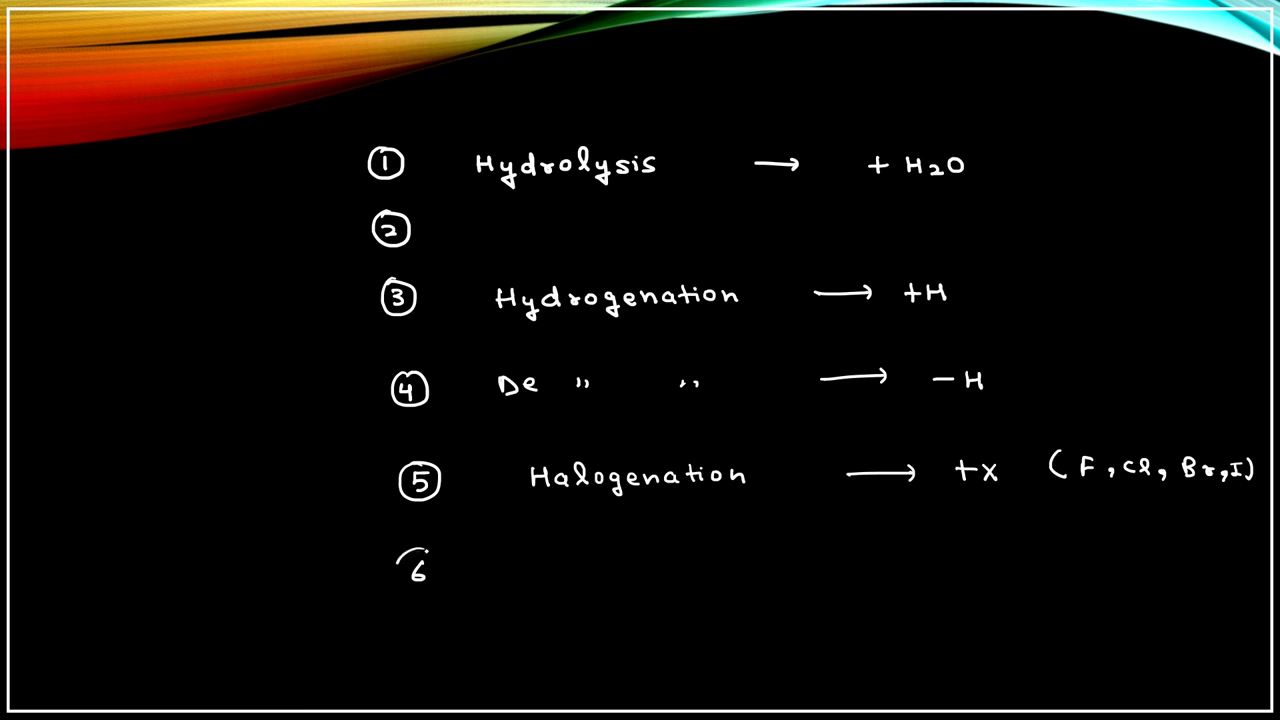 ① Hydrolysis → + H2O
②
③ Hydrogenation → +H
④ De " " → - H
⑤ Halogenation → +X (F, Cl, Br, I)
6